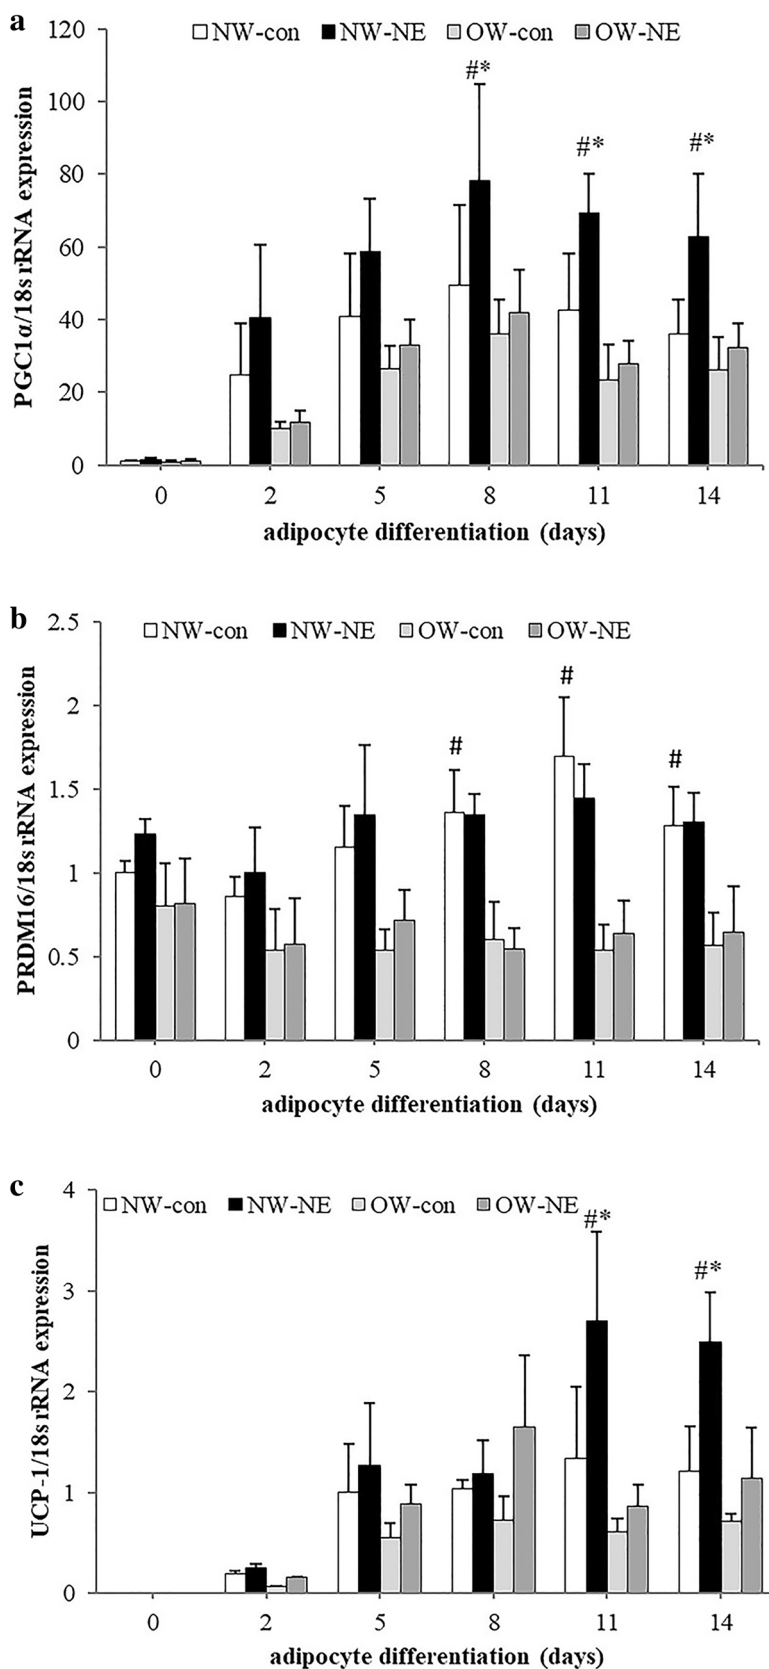 a
120
NW-con NW-NE OW-con OW-NE
#*
100
#* #*
80
60
40
20
0
PGC1α/18s rRNA expression
0 2 5 8 11 14
adipocyte differentiation (days)
b
2.5
NW-con NW-NE OW-con OW-NE
#
2
# #
1.5
1
0.5
0
PRDM16/18s rRNA expression
0 2 5 8 11 14
adipocyte differentiation (days)
c
4
NW-con NW-NE OW-con OW-NE
#*
#*
3
2
1
0
UCP-1/18s rRNA expression
0 2 5 8 11 14
adipocyte differentiation (days)